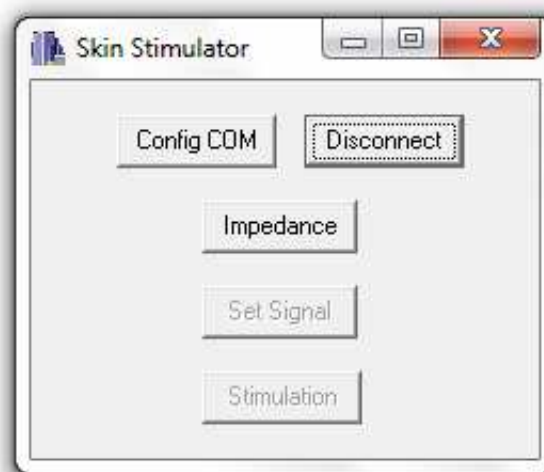 Skin Stimulator
Config COM Disconnect
Impedance
Set Signal
Stimulation